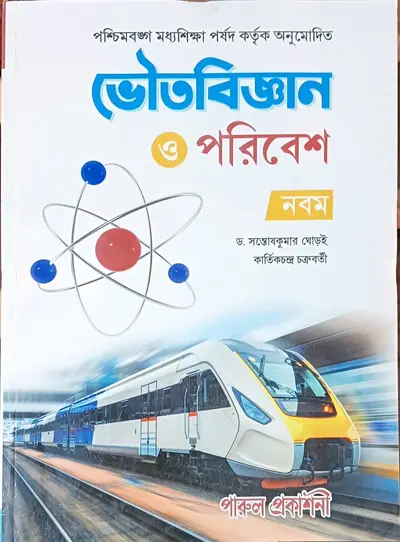 পশ্চিমবঙ্গ মধ্যশিক্ষা পর্ষদ কর্তৃক অনুমোদিত
ভৌতবিজ্ঞান
ও পরিবেশ
নবম
ড. সন্তোষকুমার ঘোড়ই
কার্তিকচন্দ্র চক্রবর্তী
পারুল প্রকাশনী